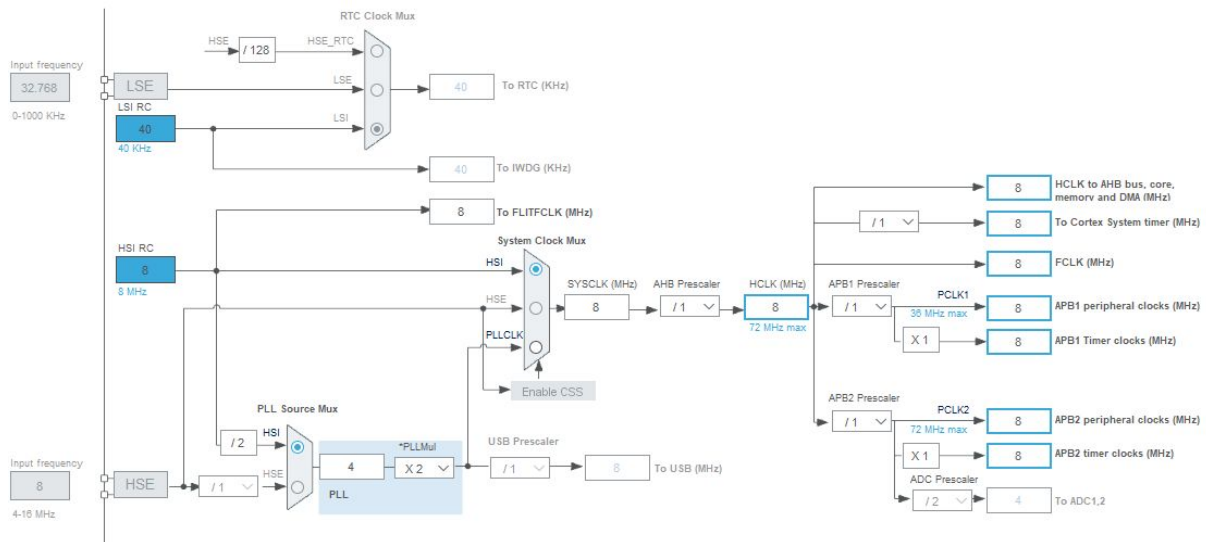 RTC Clock Mux
HSE
/ 128
HSE_RTC
Input frequency
32.768
0-1000 KHz
LSE
LSE
40
To RTC (KHz)
LSI RC
40
40 KHz
LSI
40
To IWDG (KHz)
8
To FLITFCLK (MHz)
HSI RC
8
8 MHz
System Clock Mux
HSI
HSE
PLLCLK
Enable CSS
SYSCLK (MHz)
8
AHB Prescaler
/ 1
HCLK (MHz)
8
72 MHz max
8
HCLK to AHB bus, core,
memory and DMA (MHz)
/ 1
8
To Cortex System timer (MHz)
8
FCLK (MHz)
APB1 Prescaler
/ 1
PCLK1
36 MHz max
8
APB1 peripheral clocks (MHz)
X 1
8
APB1 Timer clocks (MHz)
APB2 Prescaler
/ 1
PCLK2
72 MHz max
8
APB2 peripheral clocks (MHz)
X 1
8
APB2 timer clocks (MHz)
ADC Prescaler
/ 2
4
To ADC1,2
PLL Source Mux
/ 2
HSI
HSE
4
*PLLMul
X 2
PLL
USB Prescaler
/ 1
8
To USB (MHz)
Input frequency
8
4-16 MHz
HSE
/ 1